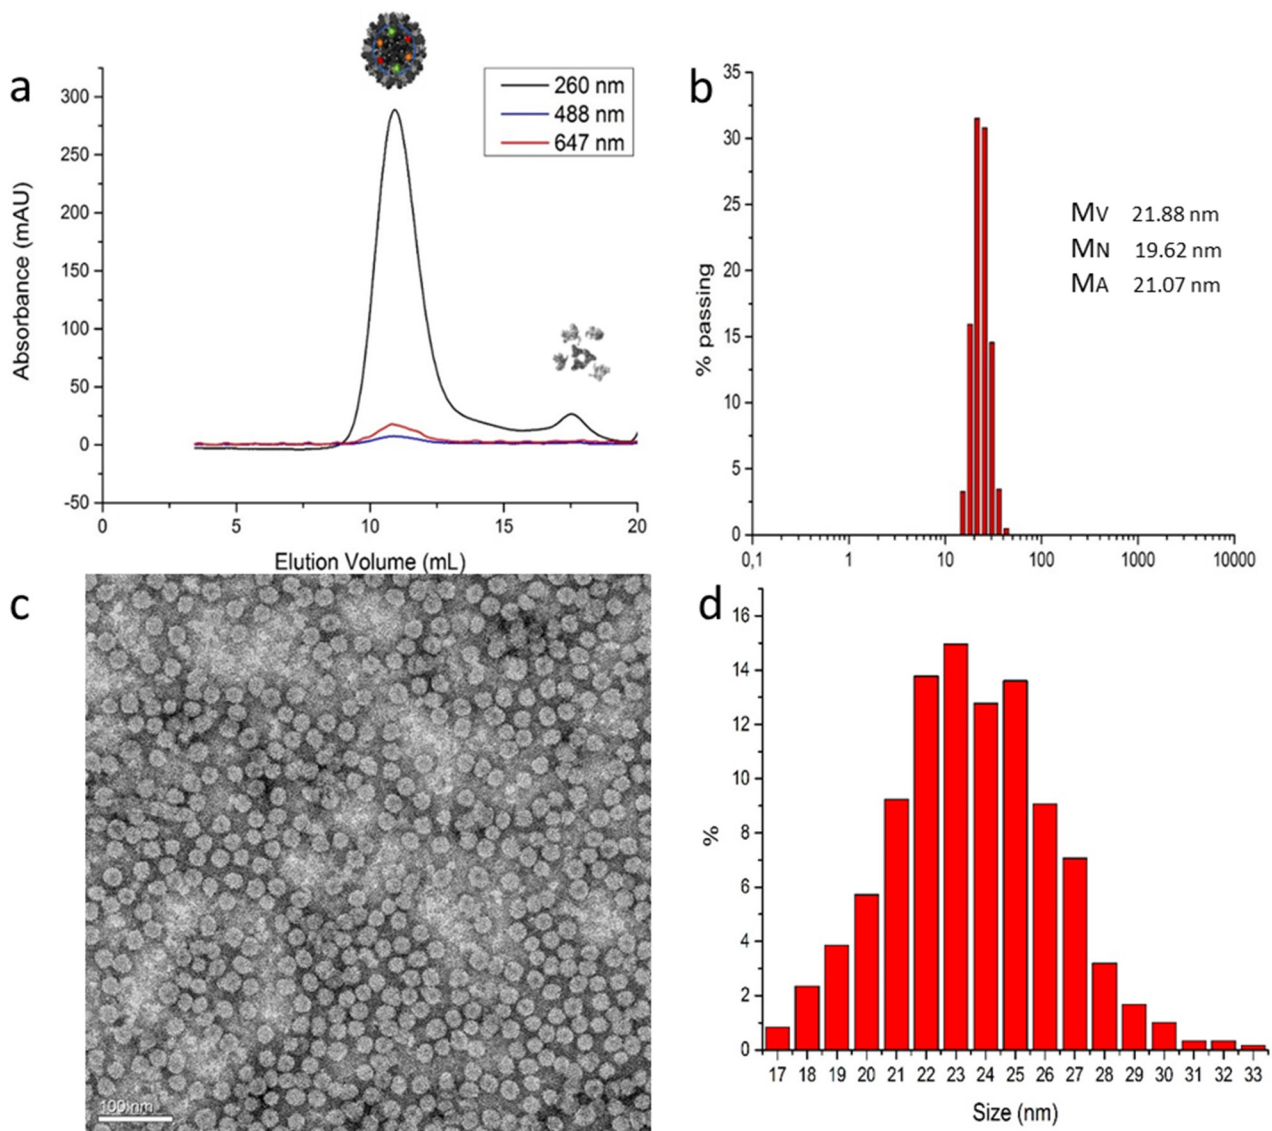 a
260 nm
488 nm
647 nm
300
250
200
150
100
50
0
-50
Absorbance (mAU)
0 5 10 15 20
Elution Volume (mL)
b
35
30
25
20
15
10
5
0
% passing
MV 21.88 nm
MN 19.62 nm
MA 21.07 nm
0,1 1 10 100 1000 10000
c
100 nm
d
16
14
12
10
8
6
4
2
0
%
17 18 19 20 21 22 23 24 25 26 27 28 29 30 31 32 33
Size (nm)